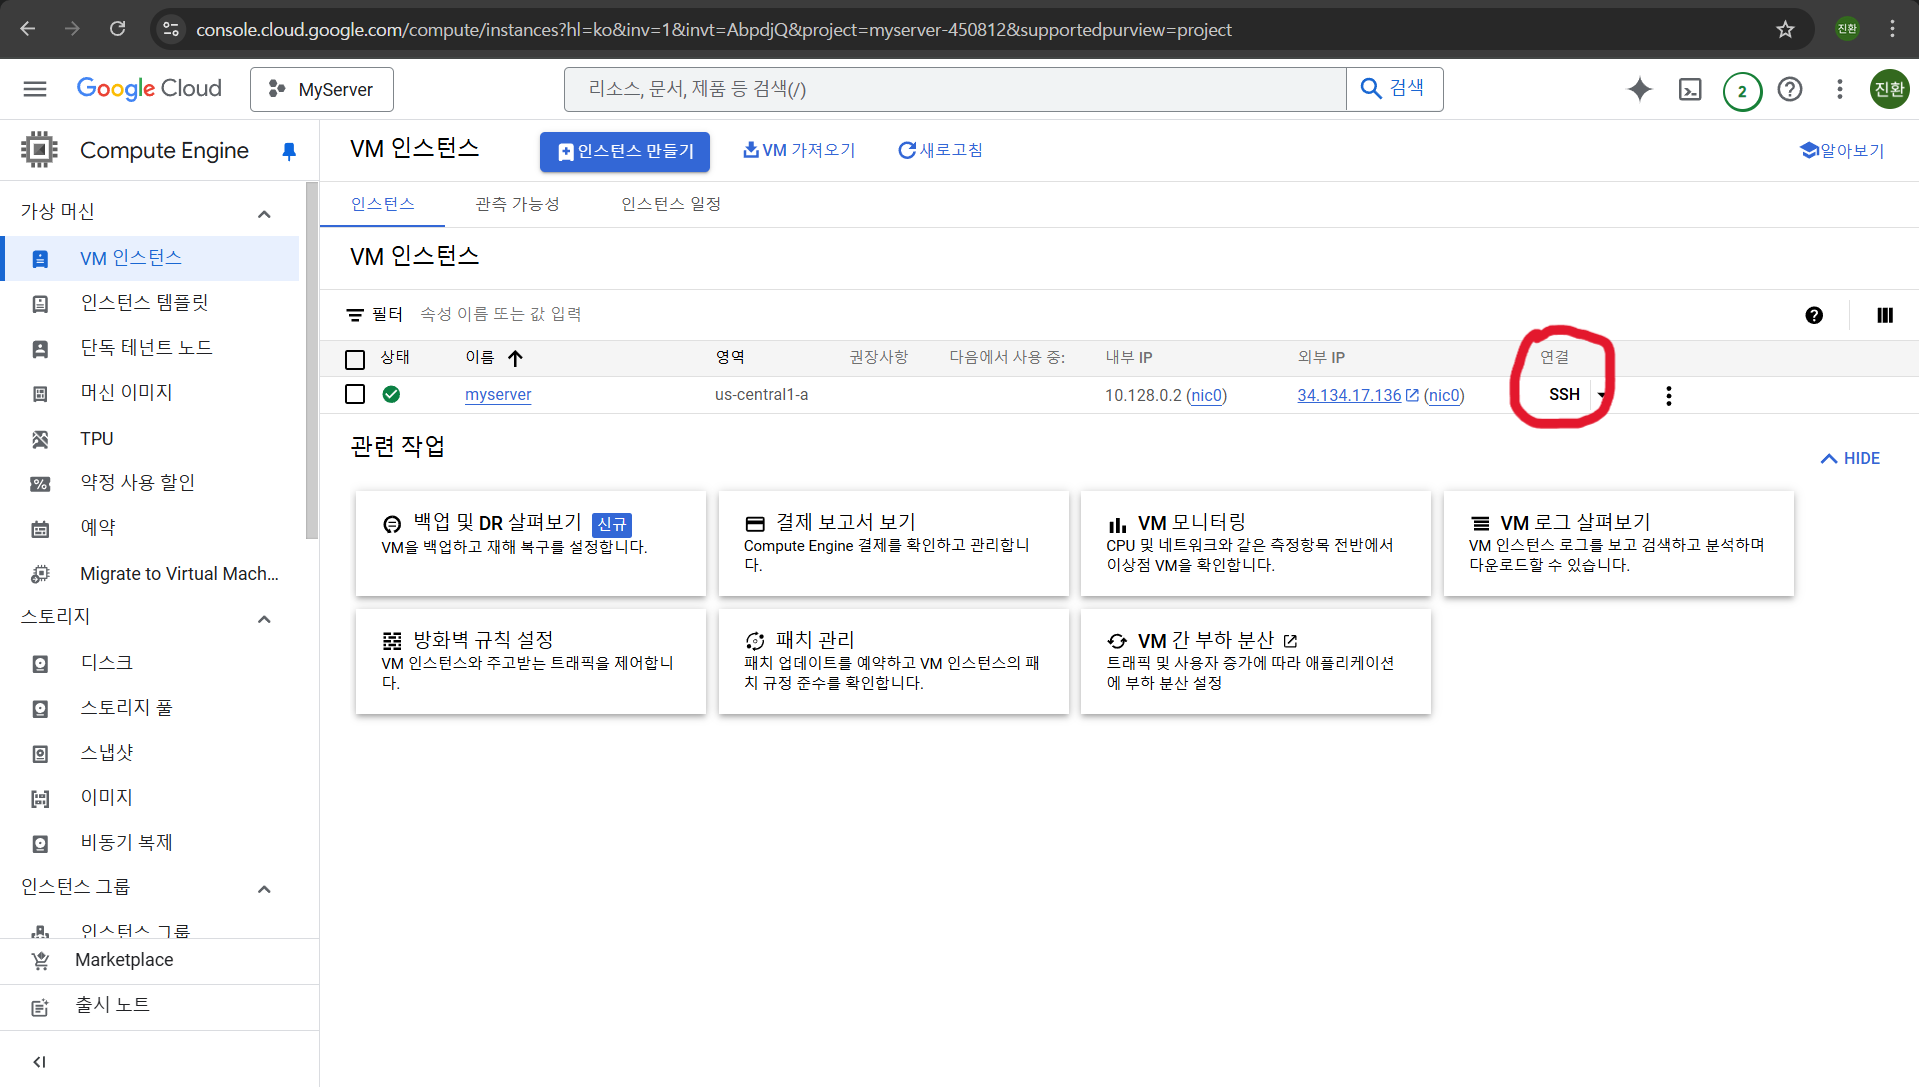 console.cloud.google.com/compute/instances?hl=ko&inv=1&invt=AbpdjQ&project=myserver-450812&supportedpurview=project
진환
Google Cloud
MyServer
리소스, 문서, 제품 등 검색(/)
검색
2
진환
Compute Engine
VM 인스턴스
인스턴스 만들기
VM 가져오기
새로고침
알아보기
가상 머신
VM 인스턴스
인스턴스 템플릿
단독 테넌트 노드
머신 이미지
TPU
약정 사용 할인
예약
Migrate to Virtual Mach...
스토리지
디스크
스토리지 풀
스냅샷
이미지
비동기 복제
인스턴스 그룹
인스턴스 그룹
Marketplace
출시 노트
인스턴스
관측 가능성
인스턴스 일정
VM 인스턴스
필터
속성 이름 또는 값 입력
상태 이름 영역 권장사항 다음에서 사용 중: 내부 IP 외부 IP 연결
myserver us-central1-a 10.128.0.2 (nic0) 34.134.17.136 (nic0) SSH
관련 작업
HIDE
백업 및 DR 살펴보기 신규
VM을 백업하고 재해 복구를 설정합니다.
결제 보고서 보기
Compute Engine 결제를 확인하고 관리합니
다.
VM 모니터링
CPU 및 네트워크와 같은 측정항목 전반에서
이상점 VM을 확인합니다.
VM 로그 살펴보기
VM 인스턴스 로그를 보고 검색하고 분석하며
다운로드할 수 있습니다.
방화벽 규칙 설정
VM 인스턴스와 주고받는 트래픽을 제어합니
다.
패치 관리
패치 업데이트를 예약하고 VM 인스턴스의 패
치 규정 준수를 확인합니다.
VM 간 부하 분산
트래픽 및 사용자 증가에 따라 애플리케이션
에 부하 분산 설정